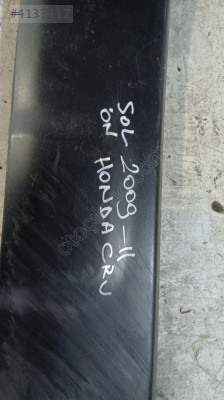 SOL 2009-11
ÖN HONDA CRV